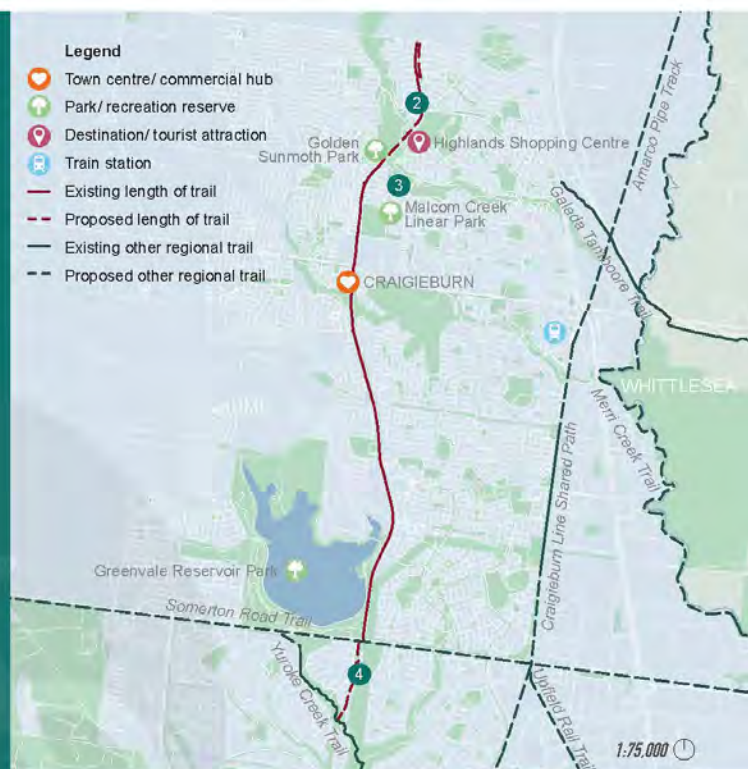 Legend
Town centre/ commercial hub
Park/ recreation reserve
Destination/ tourist attraction
Train station
Existing length of trail
Proposed length of trail
Existing other regional trail
Proposed other regional trail
2
Golden
Sunmoth Park
Highlands Shopping Centre
3
Malcom Creek
Linear Park
Amaroo Pipe Track
Galada Tamboore Trail
CRAIGIEBURN
WHITTLESEA
Merri Creek Trail
Craigieburn Line Shared Path
Greenvale Reservoir Park
Somerton Road Trail
4
Yuroke Creek Trail
Upfield Rail Trail
1:75,000